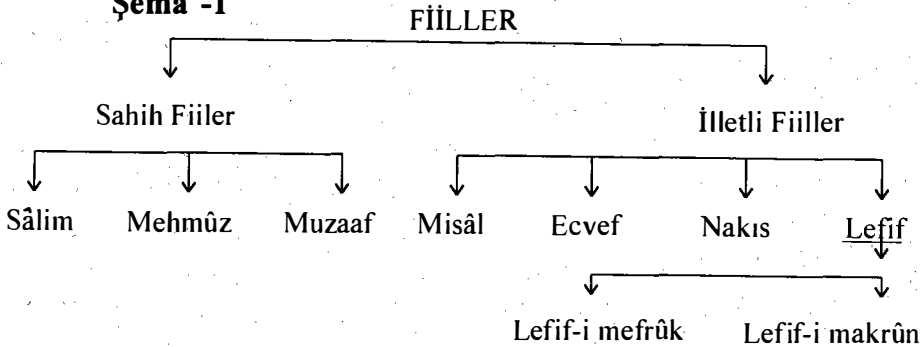 Şema -1
FİİLLER
Sahih Fiiler İlletli Fiiller
Sâlim Mehmûz Muzaaf Misâl Ecvef Nakıs Lefif
Lefif-i mefrûk Lefif-i makrûn